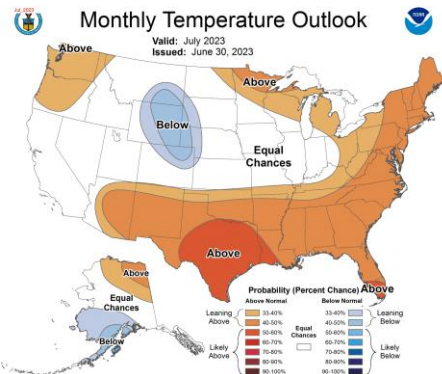 Jul, 2023
Monthly Temperature Outlook
Valid: July 2023
Issued: June 30, 2023
Above
Above
Below
Equal
Chances
Above
Above
Above
Equal
Chances
Below
Probability (Percent Chance)
Above Normal
Below Normal
Leaning
Above
33-40%
40-50%
50-60%
Likely
Above
60-70%
70-80%
80-90%
90-100%
Equal
Chances
33-40%
40-50%
50-60%
Leaning
Below
60-70%
70-80%
80-90%
90-100%
Likely
Below